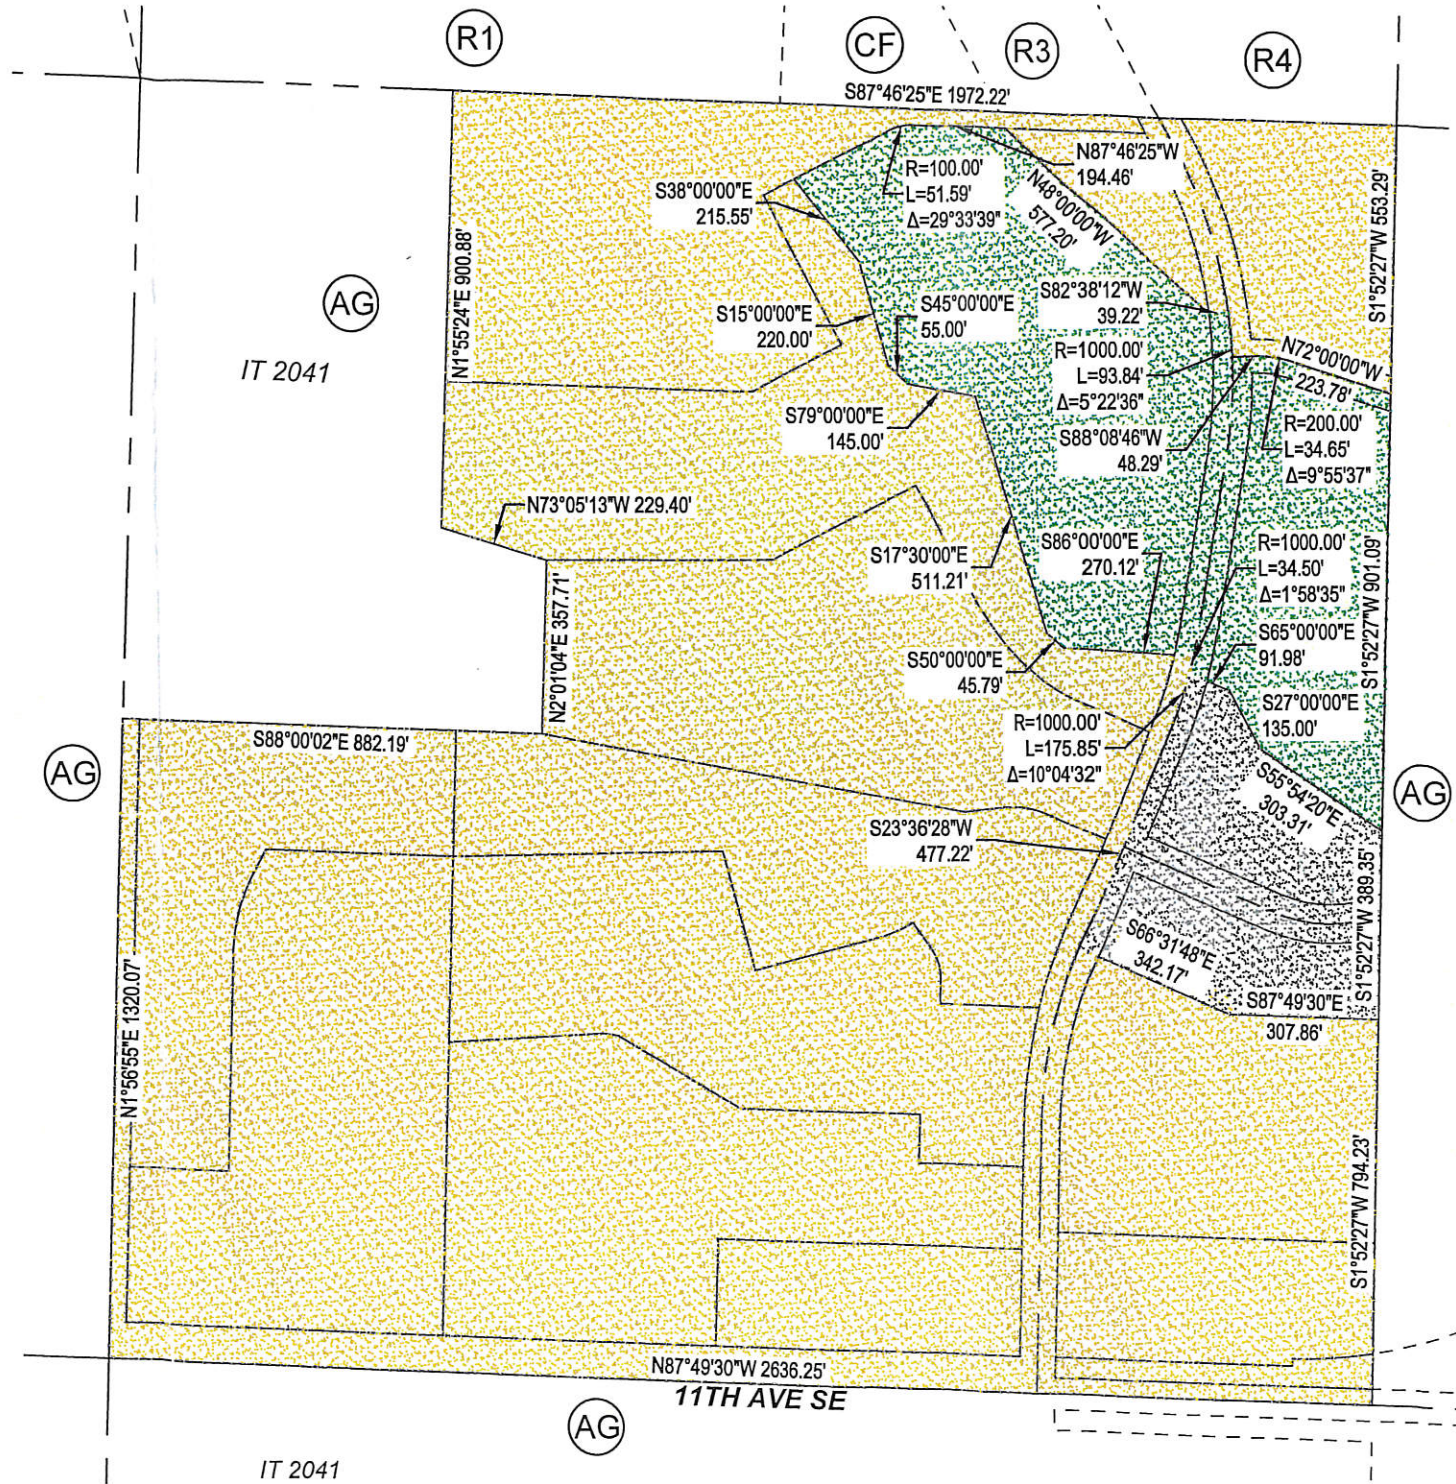 R1
CF
R3
R4
S87°46'25"E 1972.22'
N87°46'25"W
194.46'
R=100.00'
L=51.59'
Δ=29°33'39"
N48°00'00"W
577.20'
S38°00'00"E
215.55'
S1°52'27"W 553.29'
N1°55'24"E 900.88'
AG
S15°00'00"E
220.00'
S45°00'00"E
55.00'
S82°38'12"W
39.22'
IT 2041
R=1000.00'
L=93.84'
Δ=5°22'36"
N72°00'00"W
223.78'
S79°00'00"E
145.00'
S88°08'46"W
48.29'
R=200.00'
L=34.65'
Δ=9°55'37"
N73°05'13"W 229.40'
S17°30'00"E
511.21'
S86°00'00"E
270.12'
R=1000.00'
L=34.50'
Δ=1°58'35"
S1°52'27"W 901.09'
N2°01'04"E 357.71'
S50°00'00"E
45.79'
S65°00'00"E
91.98'
S27°00'00"E
135.00'
S88°00'02"E 882.19'
R=1000.00'
L=175.85'
Δ=10°04'32"
AG
S55°54'20"E
303.31'
AG
S23°36'28"W
477.22'
S1°52'27"W 389.35'
S66°31'48"E
342.17'
S87°49'30"E
307.86'
N1°56'55"E 1320.07'
S1°52'27"W 794.23'
N87°49'30"W 2636.25'
11TH AVE SE
AG
IT 2041